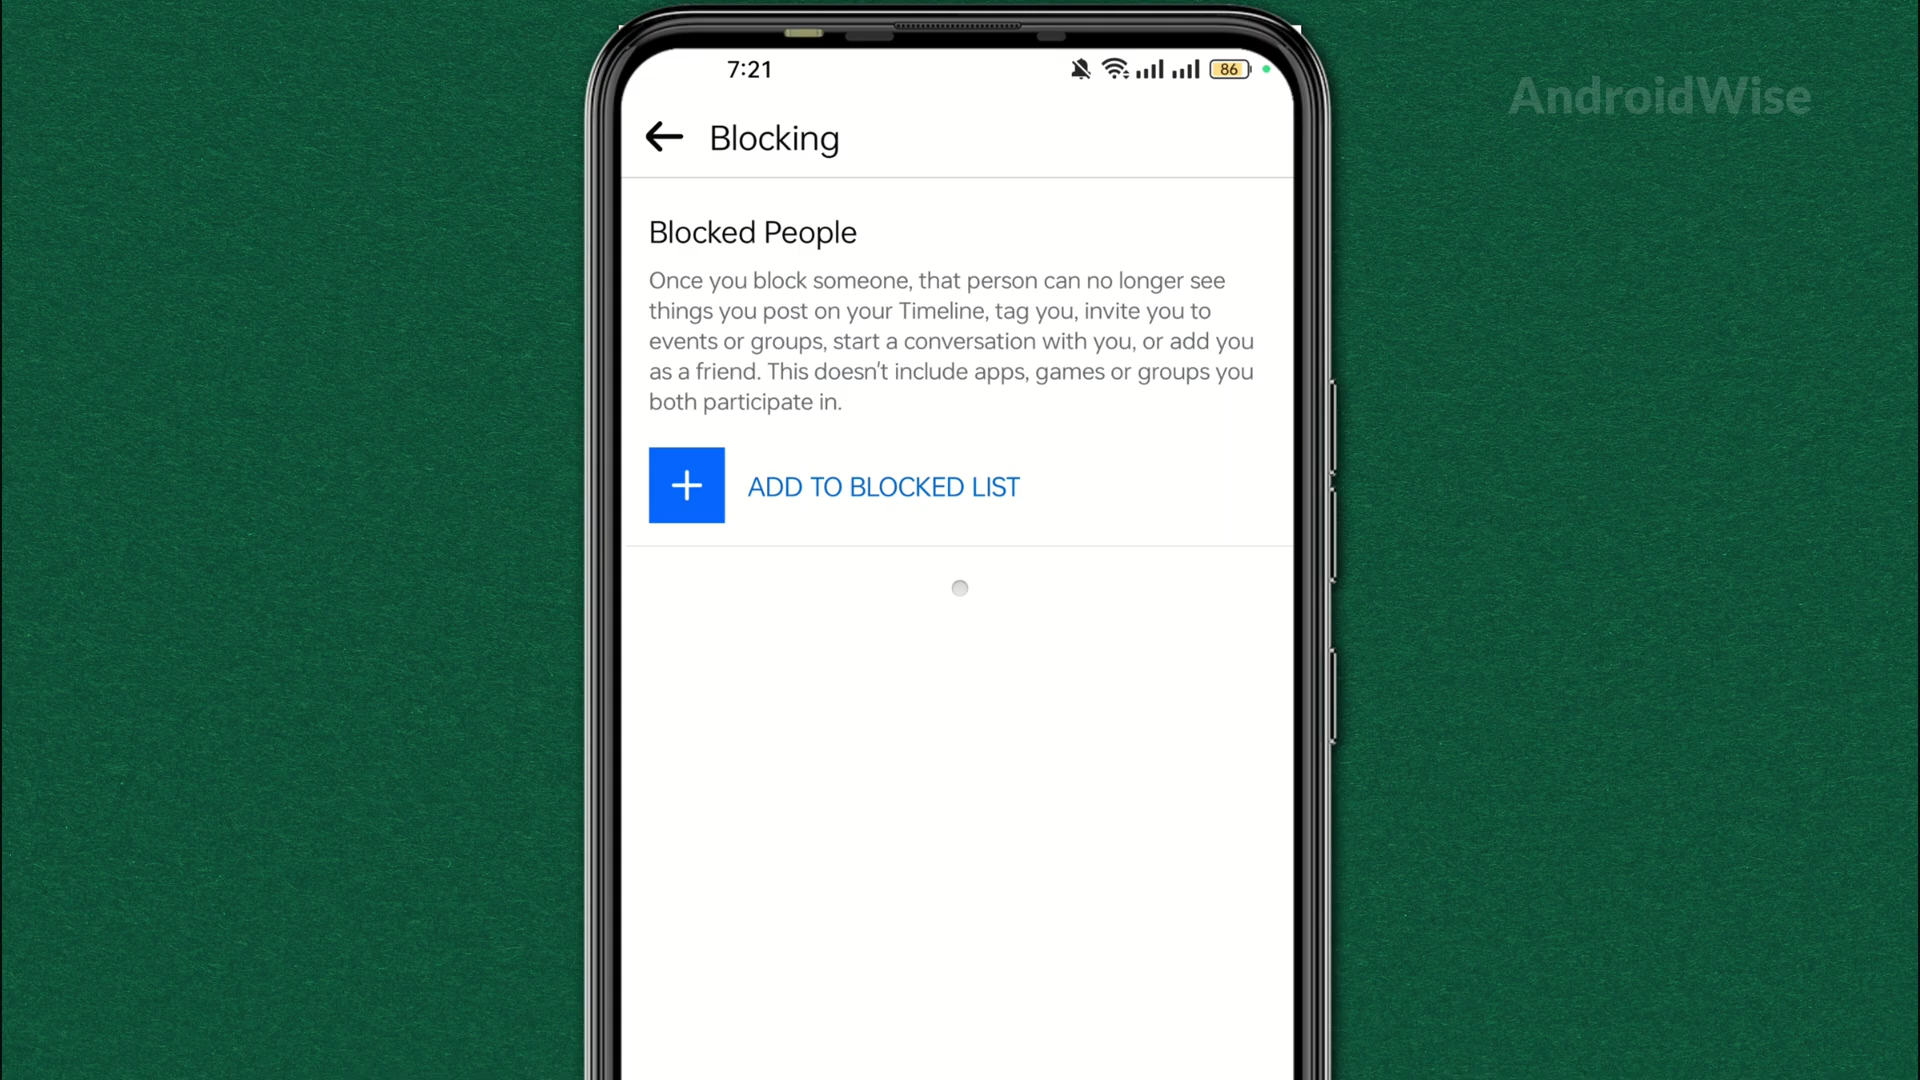 7:21
86
AndroidWise
Blocking
Blocked People
Once you block someone, that person can no longer see
things you post on your Timeline, tag you, invite you to
events or groups, start a conversation with you, or add you
as a friend. This doesn't include apps, games or groups you
both participate in.
ADD TO BLOCKED LIST